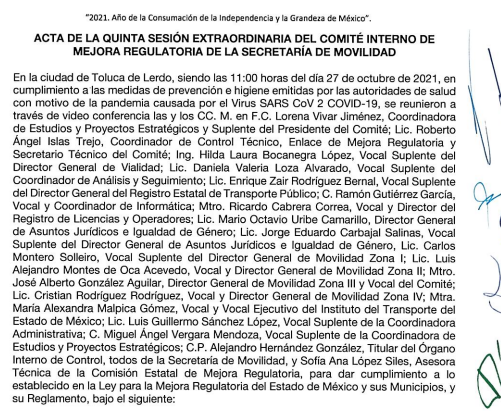 "2021. Año de la Consumación de la Independencia y la Grandeza de México".
ACTA DE LA QUINTA SESIÓN EXTRAORDINARIA DEL COMITÉ INTERNO DE
MEJORA REGULATORIA DE LA SECRETARÍA DE MOVILIDAD
En la ciudad de Toluca de Lerdo, siendo las 11:00 horas del día 27 de octubre de 2021, en
cumplimiento a las medidas de prevención e higiene emitidas por las autoridades de salud
con motivo de la pandemia causada por el Virus SARS CoV 2 COVID-19, se reunieron a
través de video conferencia las y los CC. M. en F.C. Lorena Vivar Jiménez, Coordinadora
de Estudios y Proyectos Estratégicos y Suplente del Presidente del Comité; Lic. Roberto
Ángel Islas Trejo, Coordinador de Control Técnico, Enlace de Mejora Regulatoria y
Secretario Técnico del Comité; Ing. Hilda Laura Bocanegra López, Vocal Suplente del
Director General de Vialidad; Lic. Daniela Valeria Loza Alvarado, Vocal Suplente del
Coordinador de Análisis y Seguimiento; Lic. Enrique Zair Rodríguez Bernal, Vocal Suplente
del Director General del Registro Estatal de Transporte Público; C. Ramón Gutiérrez García,
Vocal y Coordinador de Informática; Mtro. Ricardo Cabrera Correa, Vocal y Director del
Registro de Licencias y Operadores; Lic. Mario Octavio Uribe Camarillo, Director General
de Asuntos Jurídicos e Igualdad de Género; Lic. Jorge Eduardo Carbajal Salinas, Vocal
Suplente del Director General de Asuntos Jurídicos e Igualdad de Género, Lic. Carlos
Montero Solleiro, Vocal Suplente del Director General de Movilidad Zona I; Lic. Luis
Alejandro Montes de Oca Acevedo, Vocal y Director General de Movilidad Zona II; Mtro.
José Alberto González Aguilar, Director General de Movilidad Zona III y Vocal del Comité;
Lic. Cristian Rodríguez Rodríguez, Vocal y Director General de Movilidad Zona IV; Mtra.
María Alexandra Malpica Gómez, Vocal y Vocal Ejecutivo del Instituto del Transporte del
Estado de México; Lic. Luis Guillermo Sánchez López, Vocal Suplente de la Coordinadora
Administrativa; C. Miguel Ángel Vergara Mendoza, Vocal Suplente de la Coordinadora de
Estudios y Proyectos Estratégicos; C.P. Alejandro Hernández González, Titular del Órgano
Interno de Control, todos de la Secretaría de Movilidad, y Sofía Ana López Siles, Asesora
Técnica de la Comisión Estatal de Mejora Regulatoria, para dar cumplimiento a lo
establecido en la Ley para la Mejora Regulatoria del Estado de México y sus Municipios, y
su Reglamento, bajo el siguiente: